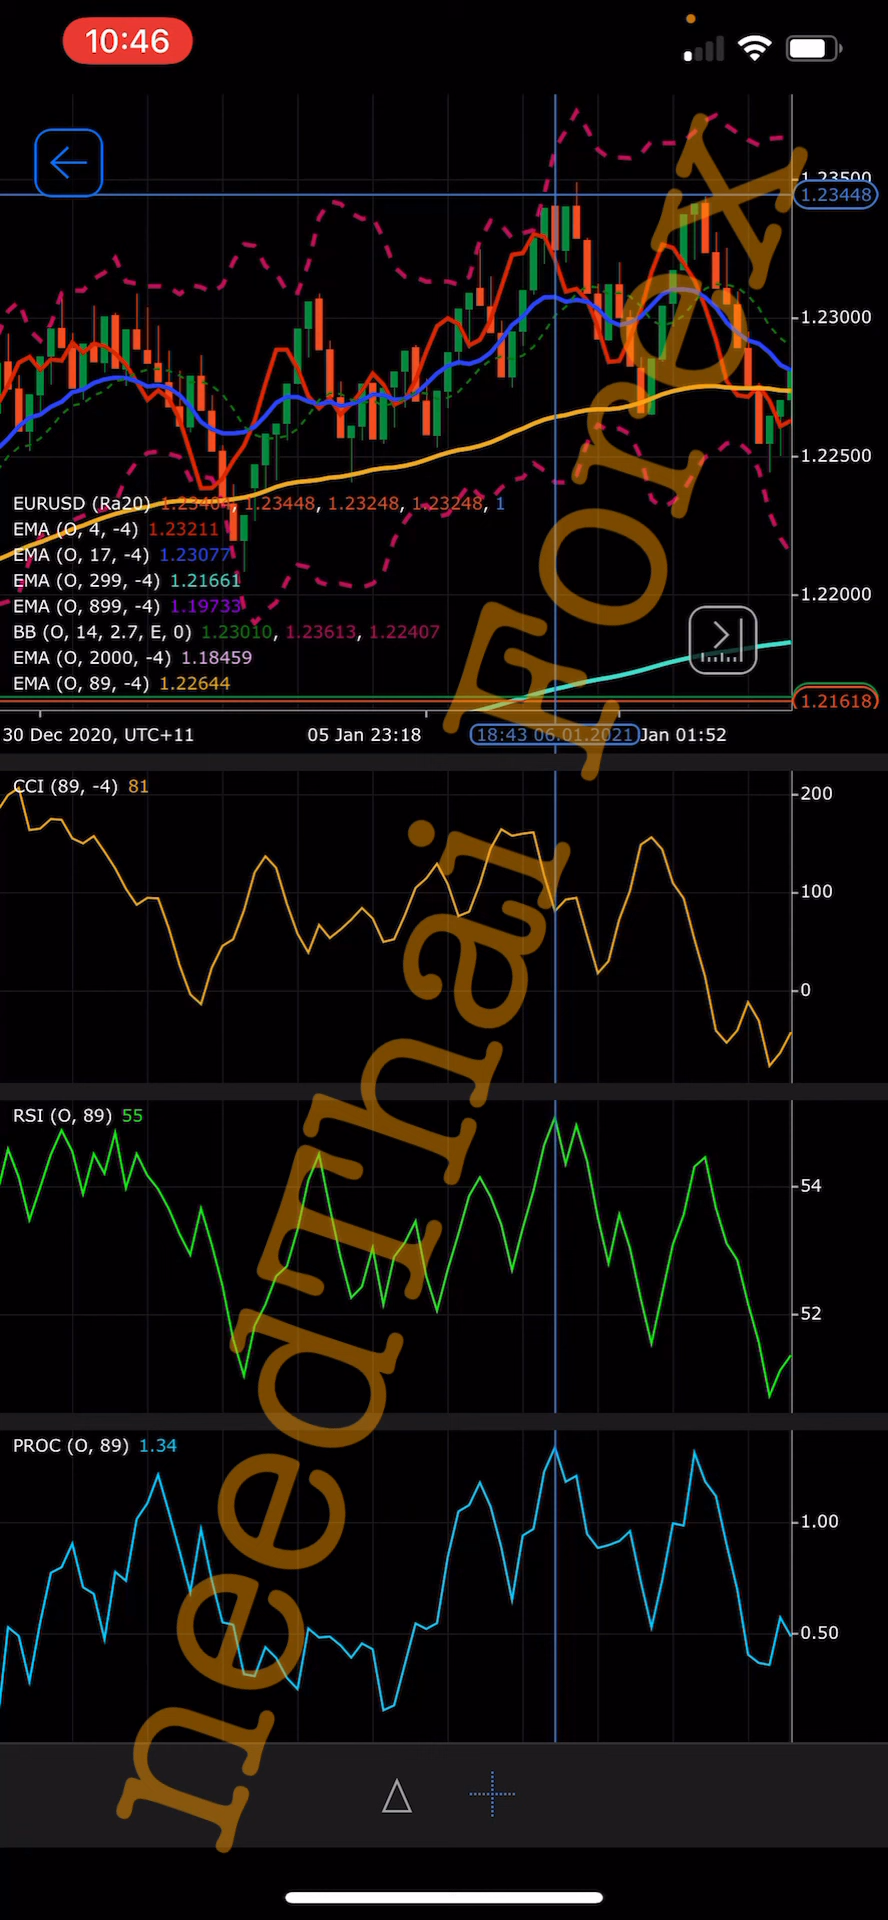 10:46
1.23500
1.23448
1.23000
1.22500
EURUSD (Ra20) 1.23404, 1.23448, 1.23248, 1.23248, 1
EMA (O, 4, -4) 1.23211
EMA (O, 17, -4) 1.23077
EMA (O, 299, -4) 1.21661
EMA (O, 899, -4) 1.19733
1.22000
BB (O, 14, 2.7, E, 0) 1.23010, 1.23613, 1.22407
EMA (O, 2000, -4) 1.18459
EMA (O, 89, -4) 1.22644
1.21618
30 Dec 2020, UTC+11 05 Jan 23:18 18:43 06.01.2021 Jan 01:52
CCI (89, -4) 81
200
100
0
RSI (O, 89) 55
54
52
PROC (O, 89) 1.34
1.00
0.50
needThai Forex